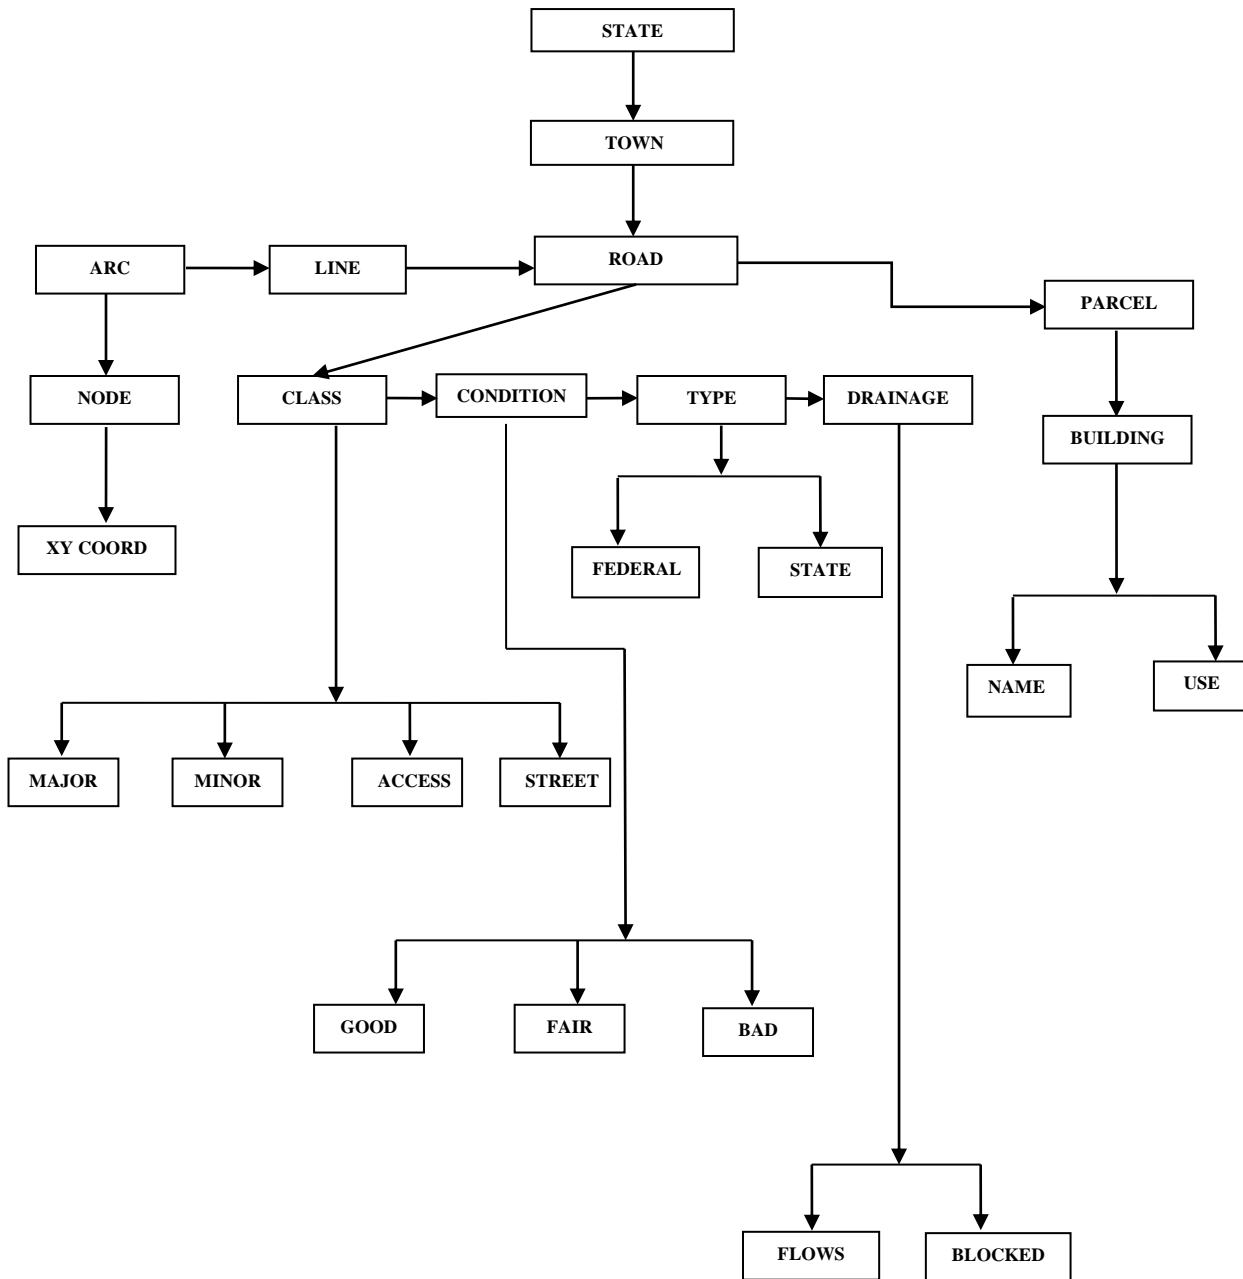 STATE
TOWN
ROAD
ARC
LINE
PARCEL
NODE
CLASS
CONDITION
TYPE
DRAINAGE
BUILDING
XY COORD
FEDERAL
STATE
NAME
USE
MAJOR
MINOR
ACCESS
STREET
GOOD
FAIR
BAD
FLOWS
BLOCKED